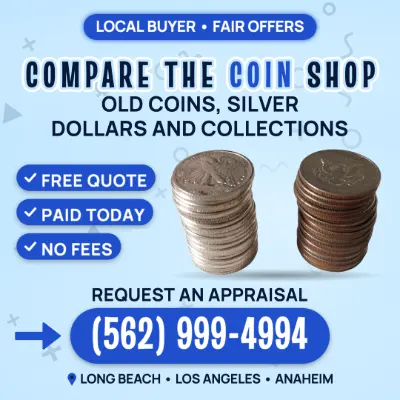 LOCAL BUYER • FAIR OFFERS
COMPARE THE COIN SHOP
OLD COINS, SILVER
DOLLARS AND COLLECTIONS
FREE QUOTE
PAID TODAY
NO FEES
REQUEST AN APPRAISAL
(562) 999-4994
LONG BEACH • LOS ANGELES • ANAHEIM